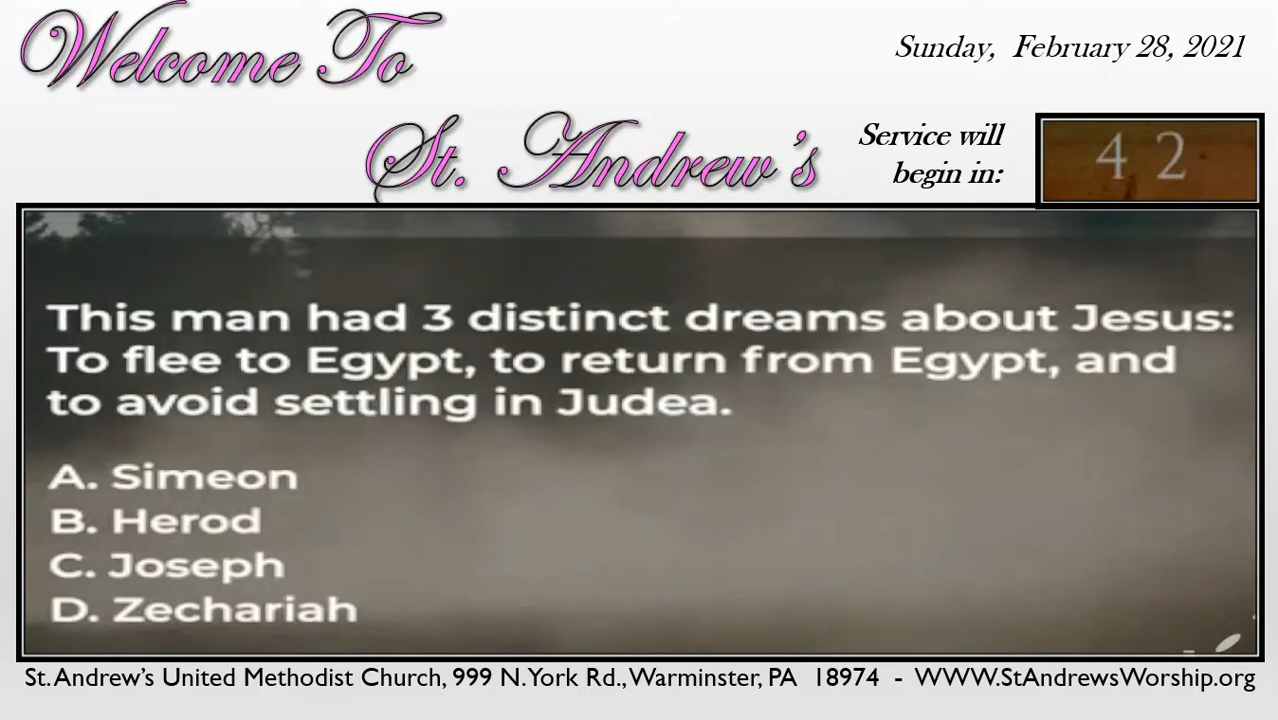 Welcome To
Sunday, February 28, 2021
St. Andrew's
Service will
begin in:
4 2
This man had 3 distinct dreams about Jesus:
To flee to Egypt, to return from Egypt, and
to avoid settling in Judea.
A. Simeon
B. Herod
C. Joseph
D. Zechariah
St. Andrew's United Methodist Church, 999 N. York Rd., Warminster, PA 18974 - WWW.StAndrewsWorship.org